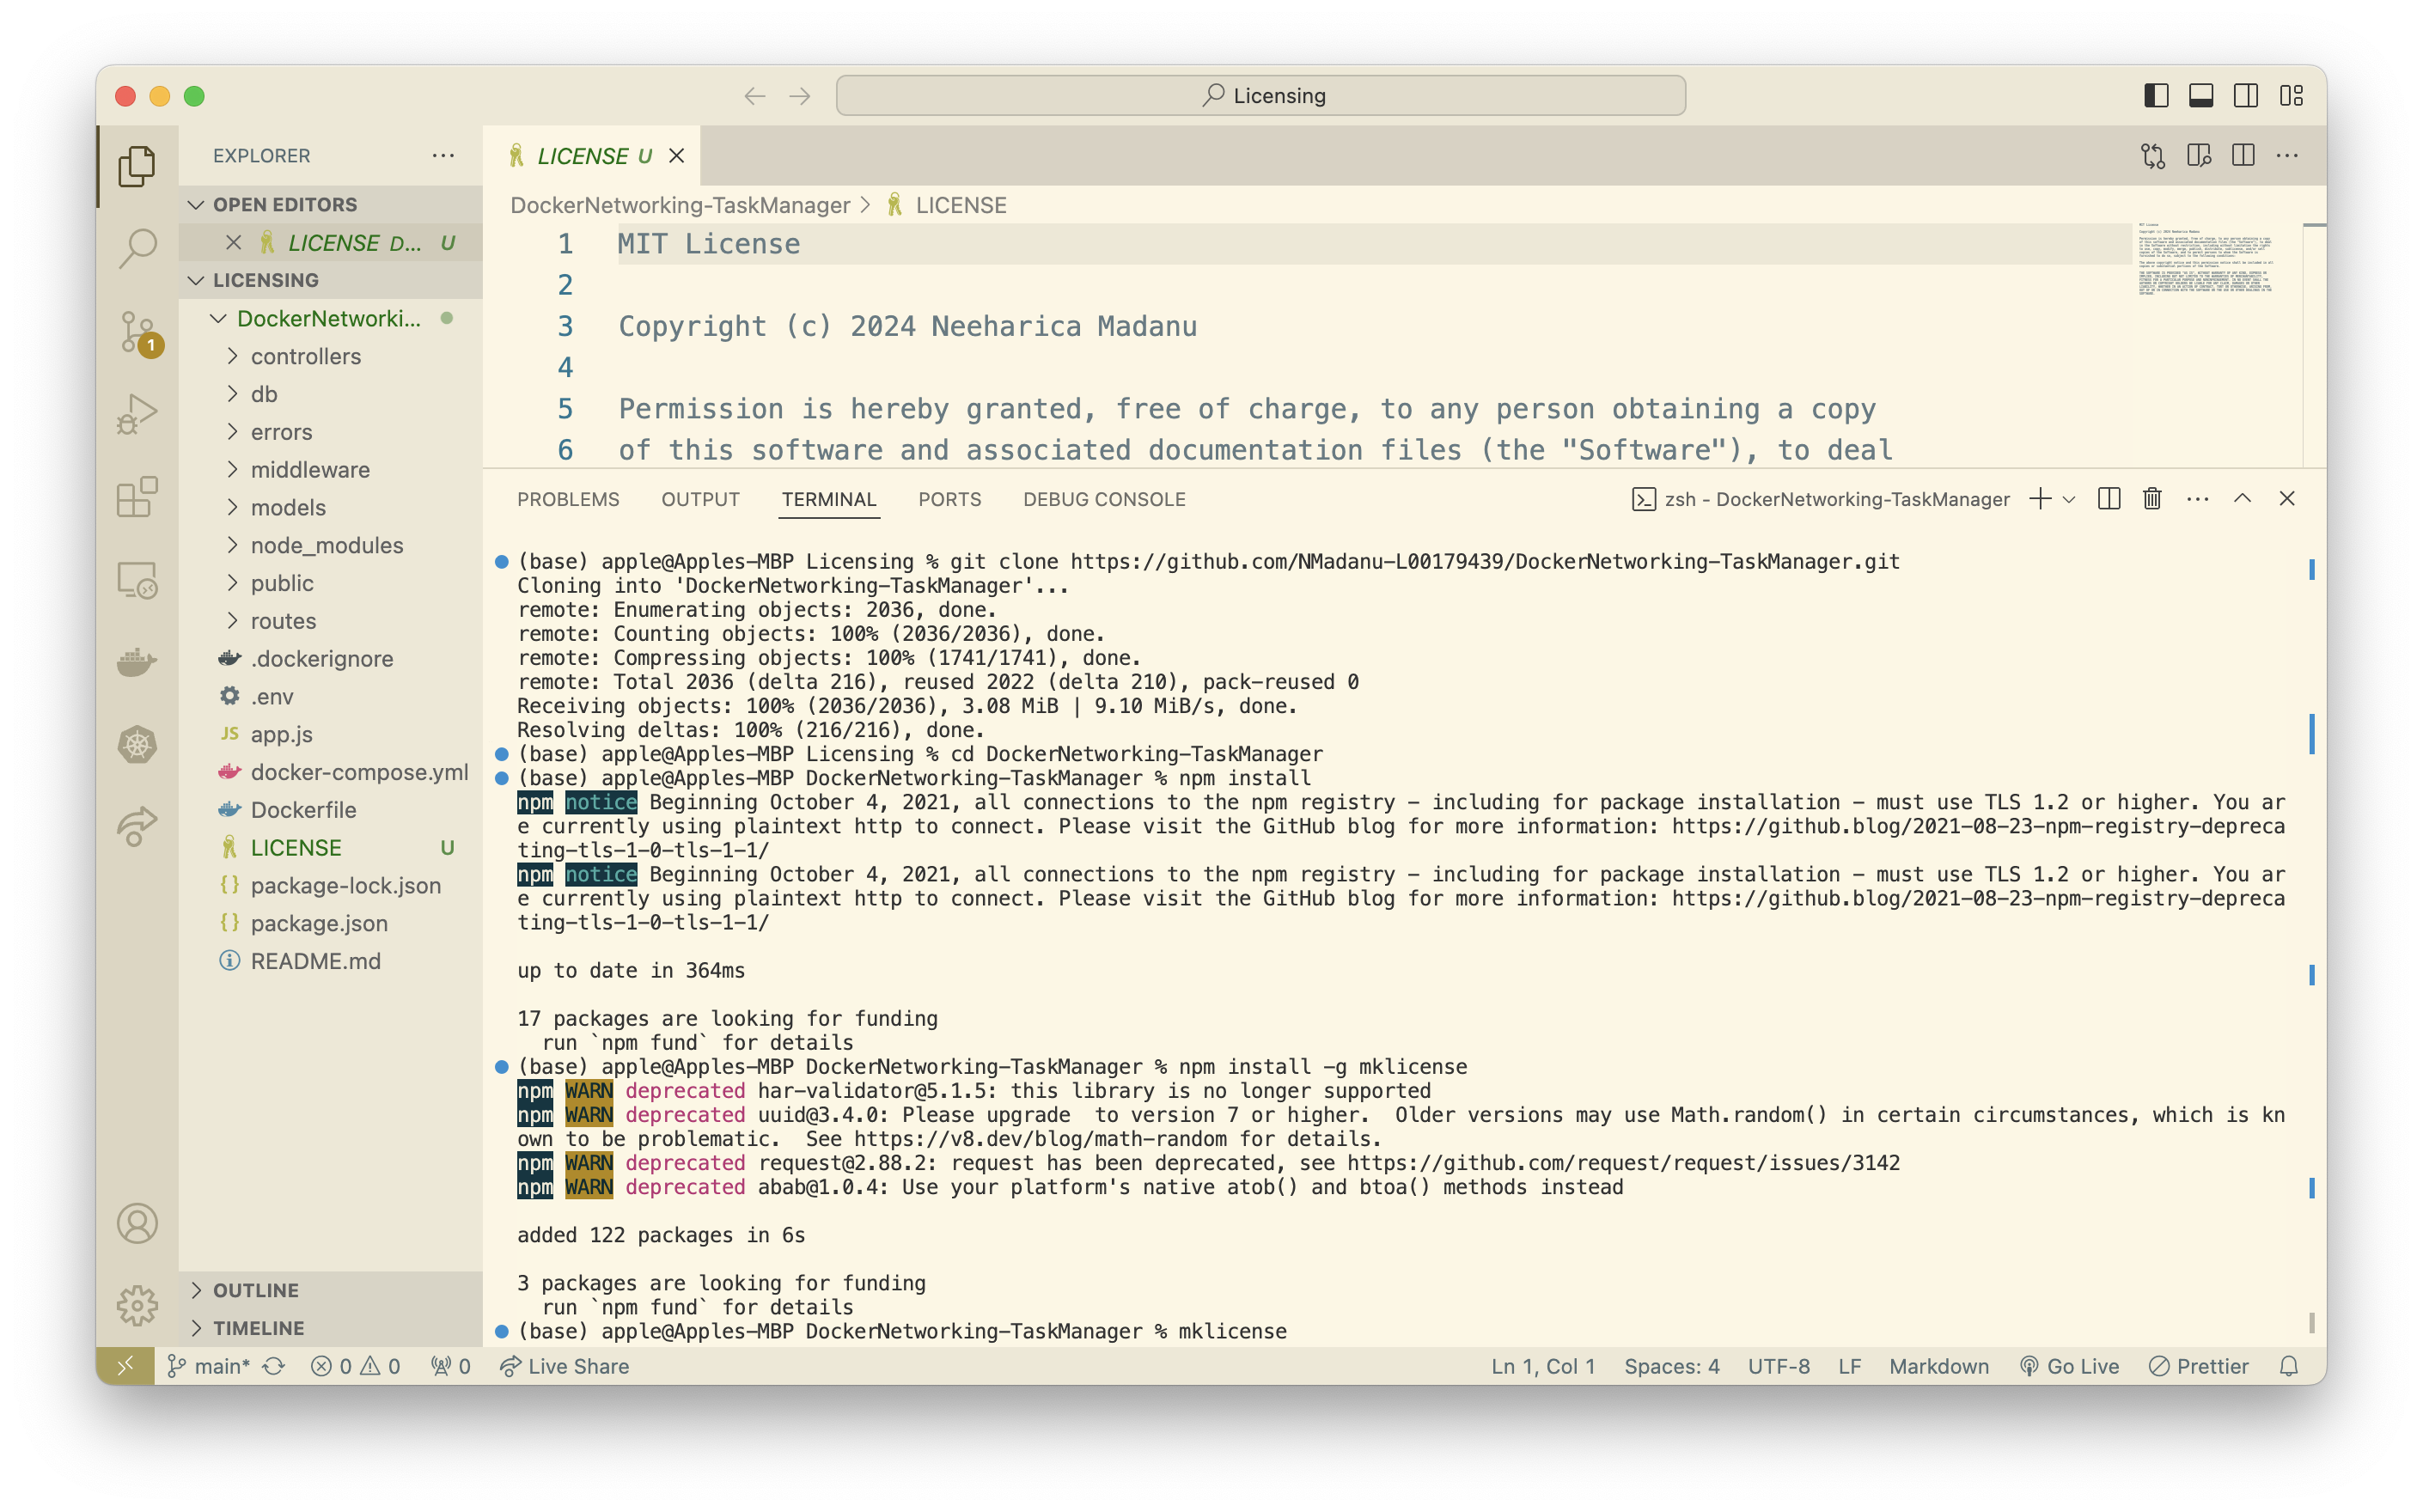 Licensing
EXPLORER
OPEN EDITORS
LICENSE D... U
LICENSING
DockerNetworki...
controllers
db
errors
middleware
models
node_modules
public
routes
.dockerignore
.env
JS app.js
docker-compose.yml
Dockerfile
LICENSE U
{} package-lock.json
{} package.json
README.md
OUTLINE
TIMELINE
1
LICENSE U
DockerNetworking-TaskManager > LICENSE
1 MIT License
2
3 Copyright (c) 2024 Neeharica Madanu
4
5 Permission is hereby granted, free of charge, to any person obtaining a copy
6 of this software and associated documentation files (the "Software"), to deal
PROBLEMS OUTPUT TERMINAL PORTS DEBUG CONSOLE zsh - DockerNetworking-TaskManager
(base) apple@Apples-MBP Licensing % git clone https://github.com/NMadanu-L00179439/DockerNetworking-TaskManager.git
Cloning into 'DockerNetworking-TaskManager'...
remote: Enumerating objects: 2036, done.
remote: Counting objects: 100% (2036/2036), done.
remote: Compressing objects: 100% (1741/1741), done.
remote: Total 2036 (delta 216), reused 2022 (delta 210), pack-reused 0
Receiving objects: 100% (2036/2036), 3.08 MiB | 9.10 MiB/s, done.
Resolving deltas: 100% (216/216), done.
(base) apple@Apples-MBP Licensing % cd DockerNetworking-TaskManager
(base) apple@Apples-MBP DockerNetworking-TaskManager % npm install
npm notice Beginning October 4, 2021, all connections to the npm registry - including for package installation - must use TLS 1.2 or higher. You ar
e currently using plaintext http to connect. Please visit the GitHub blog for more information: https://github.blog/2021-08-23-npm-registry-depreca
ting-tls-1-0-tls-1-1/
npm notice Beginning October 4, 2021, all connections to the npm registry - including for package installation - must use TLS 1.2 or higher. You ar
e currently using plaintext http to connect. Please visit the GitHub blog for more information: https://github.blog/2021-08-23-npm-registry-depreca
ting-tls-1-0-tls-1-1/
up to date in 364ms
17 packages are looking for funding
run `npm fund` for details
(base) apple@Apples-MBP DockerNetworking-TaskManager % npm install -g mklicense
npm WARN deprecated har-validator@5.1.5: this library is no longer supported
npm WARN deprecated uuid@3.4.0: Please upgrade  to version 7 or higher.  Older versions may use Math.random() in certain circumstances, which is kn
own to be problematic.  See https://v8.dev/blog/math-random for details.
npm WARN deprecated request@2.88.2: request has been deprecated, see https://github.com/request/request/issues/3142
npm WARN deprecated abab@1.0.4: Use your platform's native atob() and btoa() methods instead
added 122 packages in 6s
3 packages are looking for funding
run `npm fund` for details
(base) apple@Apples-MBP DockerNetworking-TaskManager % mklicense
main* 0 0 0 Live Share Ln 1, Col 1 Spaces: 4 UTF-8 LF Markdown Go Live Prettier